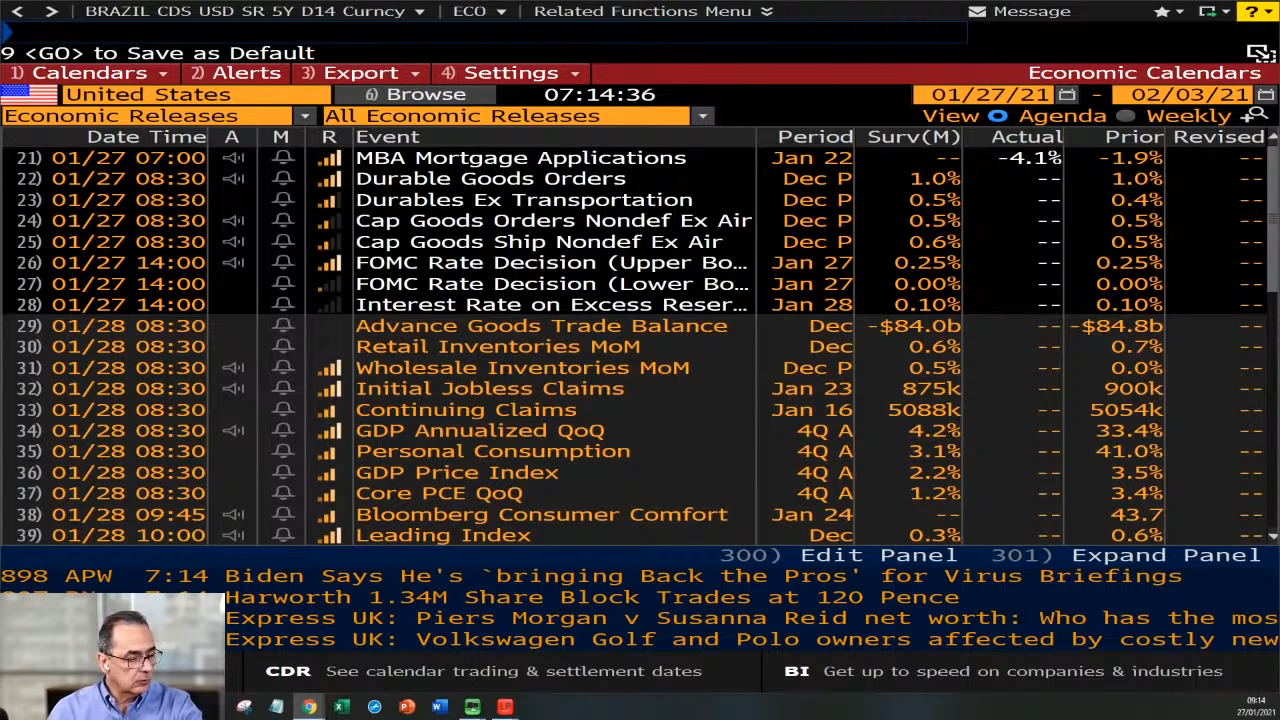 BRAZIL CDS USD SR 5Y D14 Curncy ECO Related Functions Menu Message ?
9 <GO> to Save as Default
1) Calendars 2) Alerts 3) Export 4) Settings Economic Calendars
United States 6) Browse 07:14:36 01/27/21 - 02/03/21
Economic Releases All Economic Releases View Agenda Weekly
Date Time A M R Event Period Surv(M) Actual Prior Revised
21) 01/27 07:00 MBA Mortgage Applications Jan 22 -- -4.1% -1.9% --
22) 01/27 08:30 Durable Goods Orders Dec P 1.0% -- 1.0% --
23) 01/27 08:30 Durables Ex Transportation Dec P 0.5% -- 0.4% --
24) 01/27 08:30 Cap Goods Orders Nondef Ex Air Dec P 0.5% -- 0.5% --
25) 01/27 08:30 Cap Goods Ship Nondef Ex Air Dec P 0.6% -- 0.5% --
26) 01/27 14:00 FOMC Rate Decision (Upper Bo... Jan 27 0.25% -- 0.25% --
27) 01/27 14:00 FOMC Rate Decision (Lower Bo... Jan 27 0.00% -- 0.00% --
28) 01/27 14:00 Interest Rate on Excess Reser... Jan 28 0.10% -- 0.10% --
29) 01/28 08:30 Advance Goods Trade Balance Dec -$84.0b -- -$84.8b --
30) 01/28 08:30 Retail Inventories MoM Dec 0.6% -- 0.7% --
31) 01/28 08:30 Wholesale Inventories MoM Dec P 0.5% -- 0.0% --
32) 01/28 08:30 Initial Jobless Claims Jan 23 875k -- 900k --
33) 01/28 08:30 Continuing Claims Jan 16 5088k -- 5054k --
34) 01/28 08:30 GDP Annualized QoQ 4Q A 4.2% -- 33.4% --
35) 01/28 08:30 Personal Consumption 4Q A 3.1% -- 41.0% --
36) 01/28 08:30 GDP Price Index 4Q A 2.2% -- 3.5% --
37) 01/28 08:30 Core PCE QoQ 4Q A 1.2% -- 3.4% --
38) 01/28 09:45 Bloomberg Consumer Comfort Jan 24 -- -- 43.7 --
39) 01/28 10:00 Leading Index Dec 0.3% -- 0.6% --
300) Edit Panel 301) Expand Panel
898 APW 7:14 Biden Says He's `bringing Back the Pros' for Virus Briefings
Harworth 1.34M Share Block Trades at 120 Pence
Express UK: Piers Morgan v Susanna Reid net worth: Who has the mos
Express UK: Volkswagen Golf and Polo owners affected by costly new
CDR See calendar trading & settlement dates BI Get up to speed on companies & industries
09:14
27/01/2021